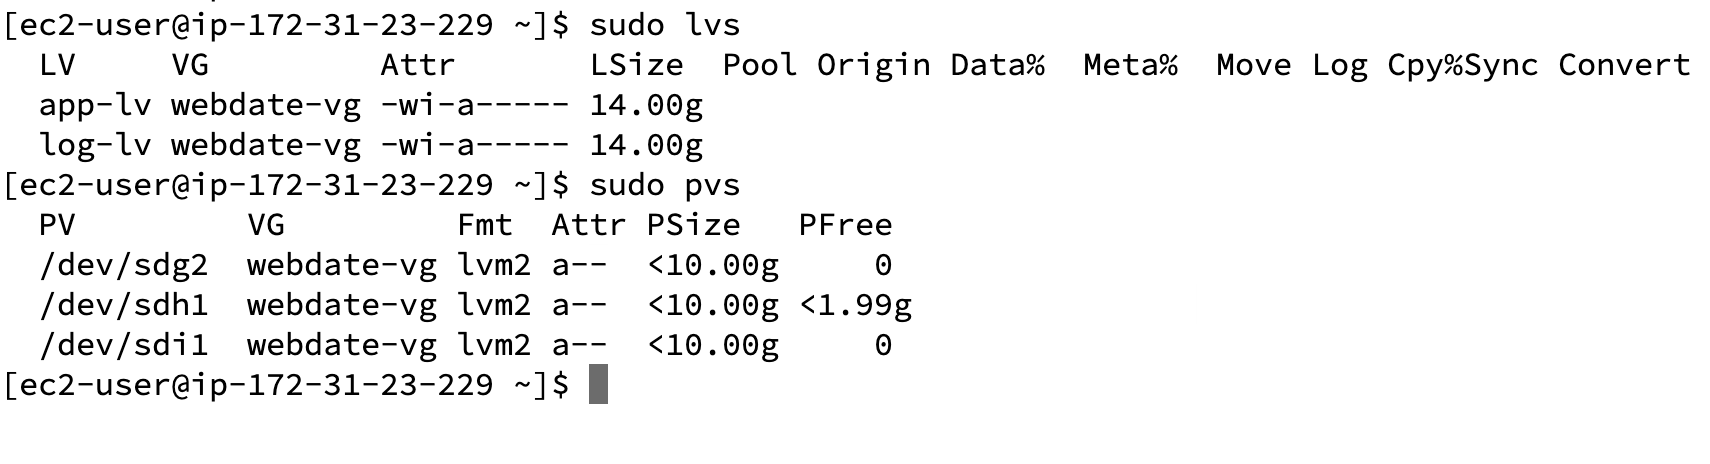 [ec2-user@ip-172-31-23-229 ~]$ sudo lvs
  LV     VG         Attr       LSize  Pool Origin Data%  Meta%  Move Log Cpy%Sync Convert
  app-lv webdate-vg -wi-a----- 14.00g
  log-lv webdate-vg -wi-a----- 14.00g
[ec2-user@ip-172-31-23-229 ~]$ sudo pvs
  PV         VG         Fmt  Attr PSize   PFree
  /dev/sdg2  webdate-vg lvm2 a--  <10.00g     0
  /dev/sdh1  webdate-vg lvm2 a--  <10.00g <1.99g
  /dev/sdi1  webdate-vg lvm2 a--  <10.00g     0
[ec2-user@ip-172-31-23-229 ~]$